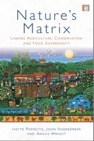 Nature's
Matrix
LINKING AGRICULTURE, CONSERVATION
AND FOOD SOVEREIGNTY
IVETTE PERFECTO, JOHN VANDERMEER
AND ANGUS WRIGHT